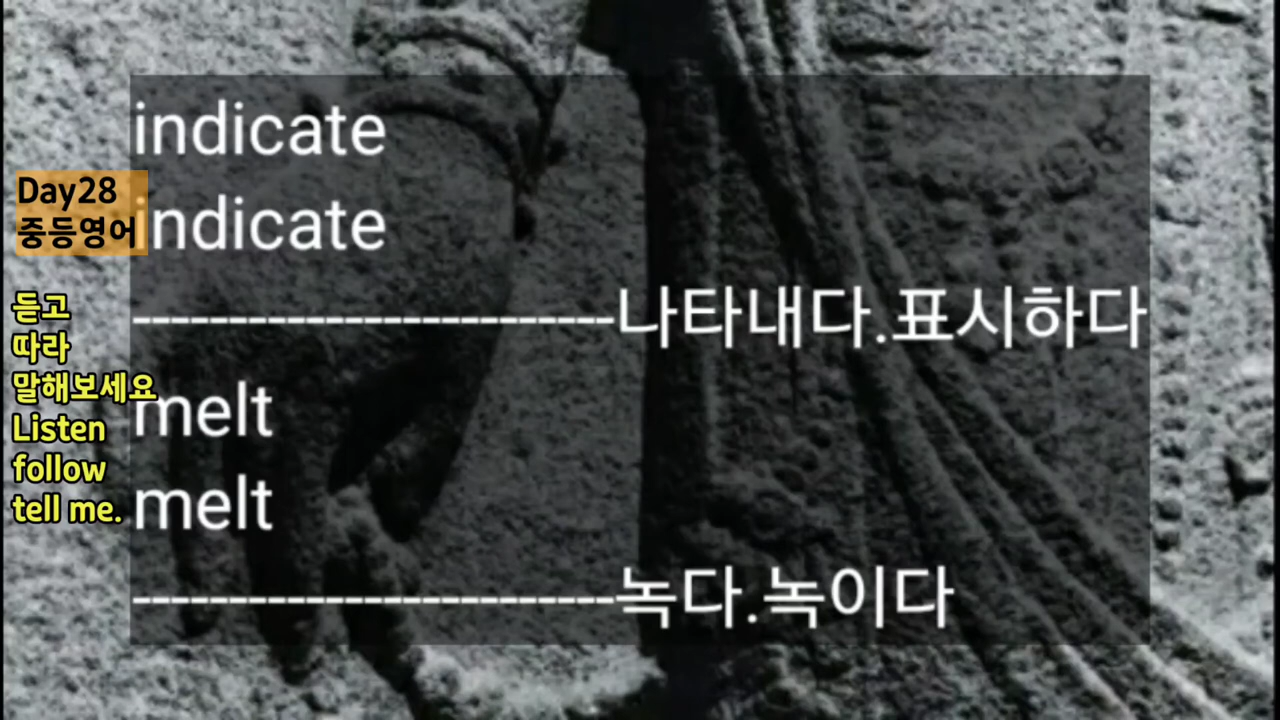 Day28
중등영어
듣고
따라
말해보세요
Listen
follow
tell me.
indicate
indicate
-------------------------나타내다.표시하다
melt
melt
-------------------------녹다.녹이다